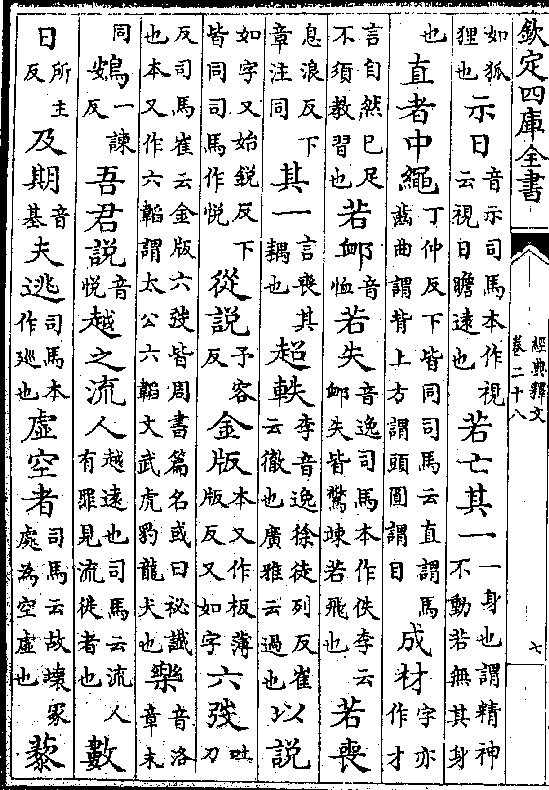 欽定四庫全書 經典釋文卷二十八 七
如狐狸也示日音示司馬本作視云視日瞻遠也若亡其一一身也謂精神不動若無其身
也直者中繩丁仲反下皆同司馬云直謂馬齒曲謂背上方謂頭圓謂目成材字亦作才
言自然已足不須教習也若卹音恤若失音逸司馬本作佚李云卹失皆驚竦若飛也若喪
息浪反下章注同其一言喪其耦也超軼李音逸徐徒列反崔云徹也廣雅云過也以說
如字又始銳反下皆同司馬作悅從說予容反金版本又作板薄版反又如字六弢吐刀
反司馬崔云金版六弢皆周書篇名或曰祕讖也本又作六韜謂太公六韜文武虎豹龍犬也樂音洛章末
同鴳一諫反吾君說音悅越之流人越遠也司馬云流人有罪見流徙者也數
日所主反及期音基夫逃司馬本作巡也虛空者司馬云故壞冢處為空虛也藜